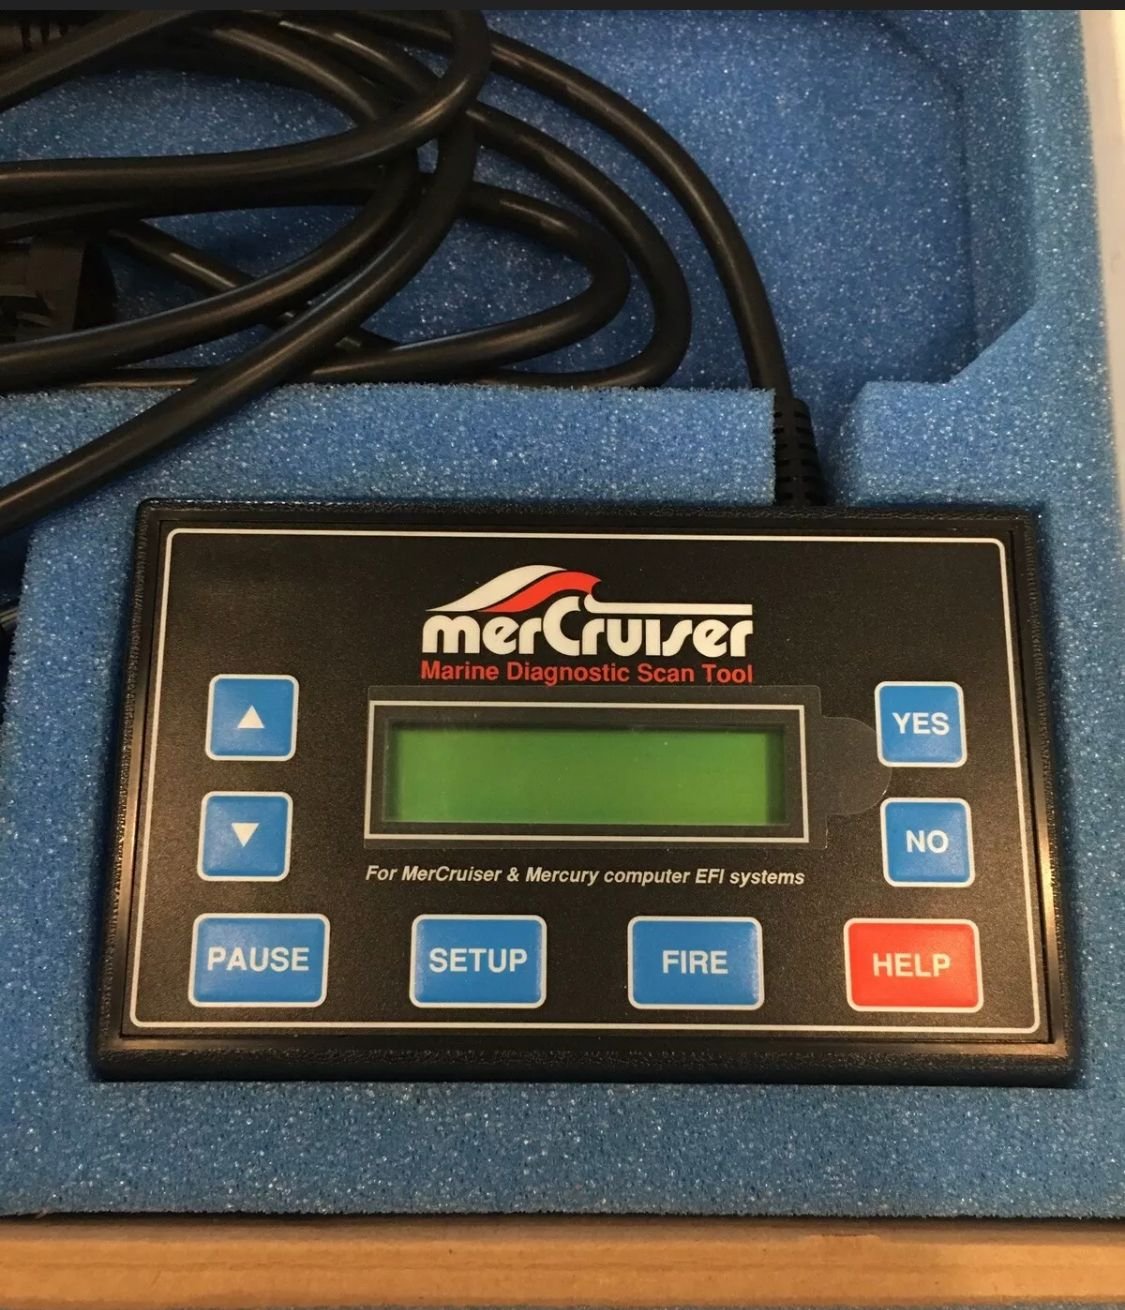 merCruiser
Marine Diagnostic Scan Tool
YES
NO
For MerCruiser & Mercury computer EFI systems
PAUSE
SETUP
FIRE
HELP